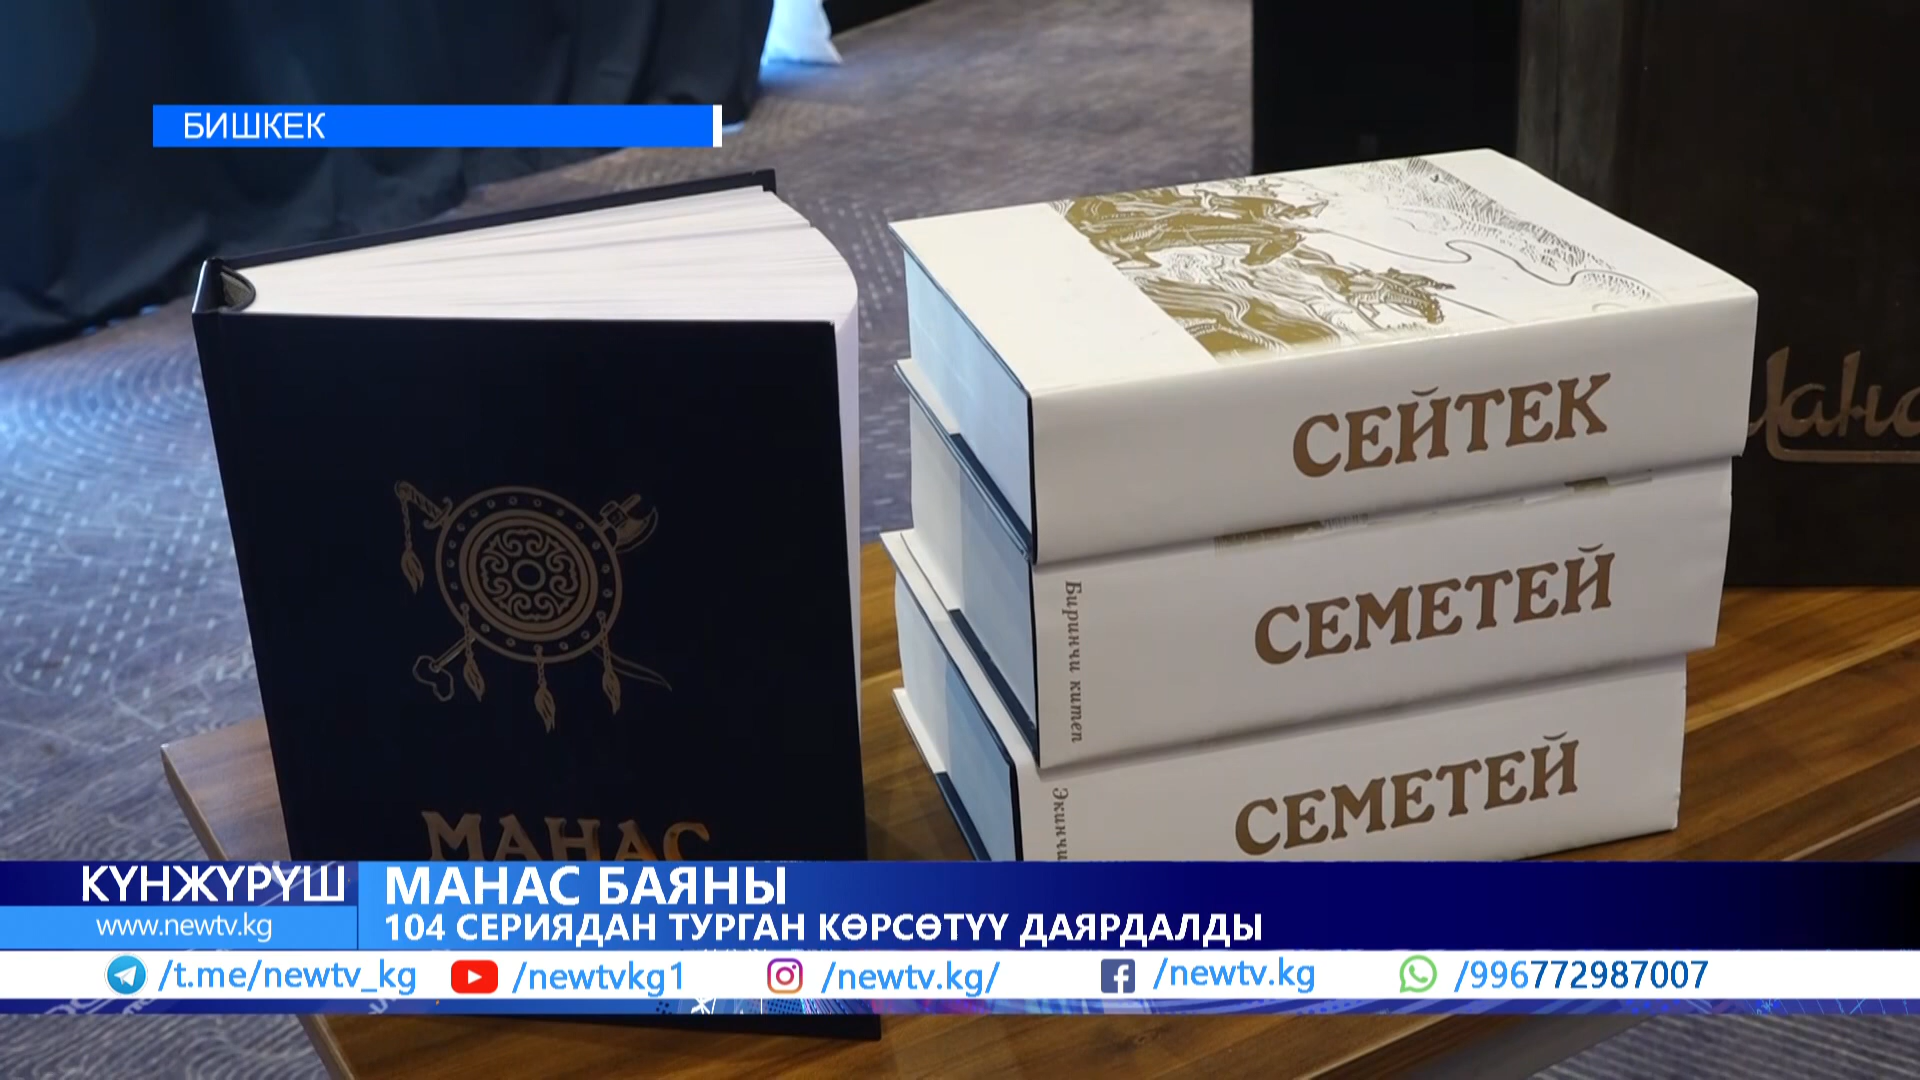 БИШКЕК
СЕЙТЕК
СЕМЕТЕЙ
Биринчи китеп
СЕМЕТЕЙ
МАНАС
КҮНЖҮРҮШ
www.newtv.kg
МАНАС БАЯНЫ
104 СЕРИЯДАН ТУРГАН КӨРСӨТҮҮ ДАЯРДАЛДЫ
/t.me/newtv_kg
/newtvkg1
/newtv.kg/
/newtv.kg
/996772987007